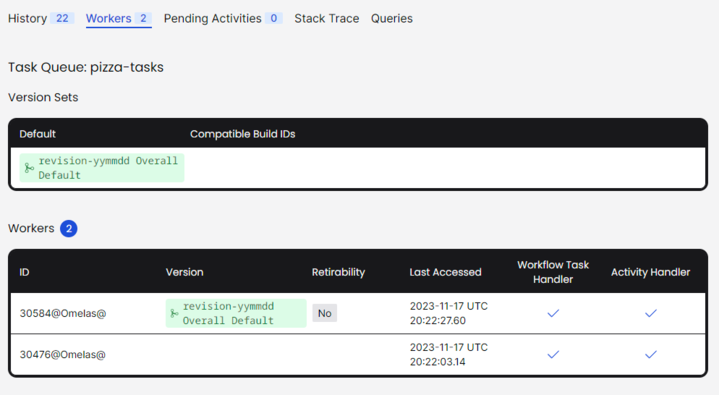 History 22 Workers 2 Pending Activities 0 Stack Trace Queries
Task Queue: pizza-tasks
Version Sets
Default Compatible Build IDs
revision-yymmdd Overall
Default
Workers 2
ID Version Retirability Last Accessed Workflow Task Handler Activity Handler
30584@Omelas@ revision-yymmdd Overall Default No 2023-11-17 UTC 20:22:27.60
30476@Omelas@ 2023-11-17 UTC 20:22:03.14